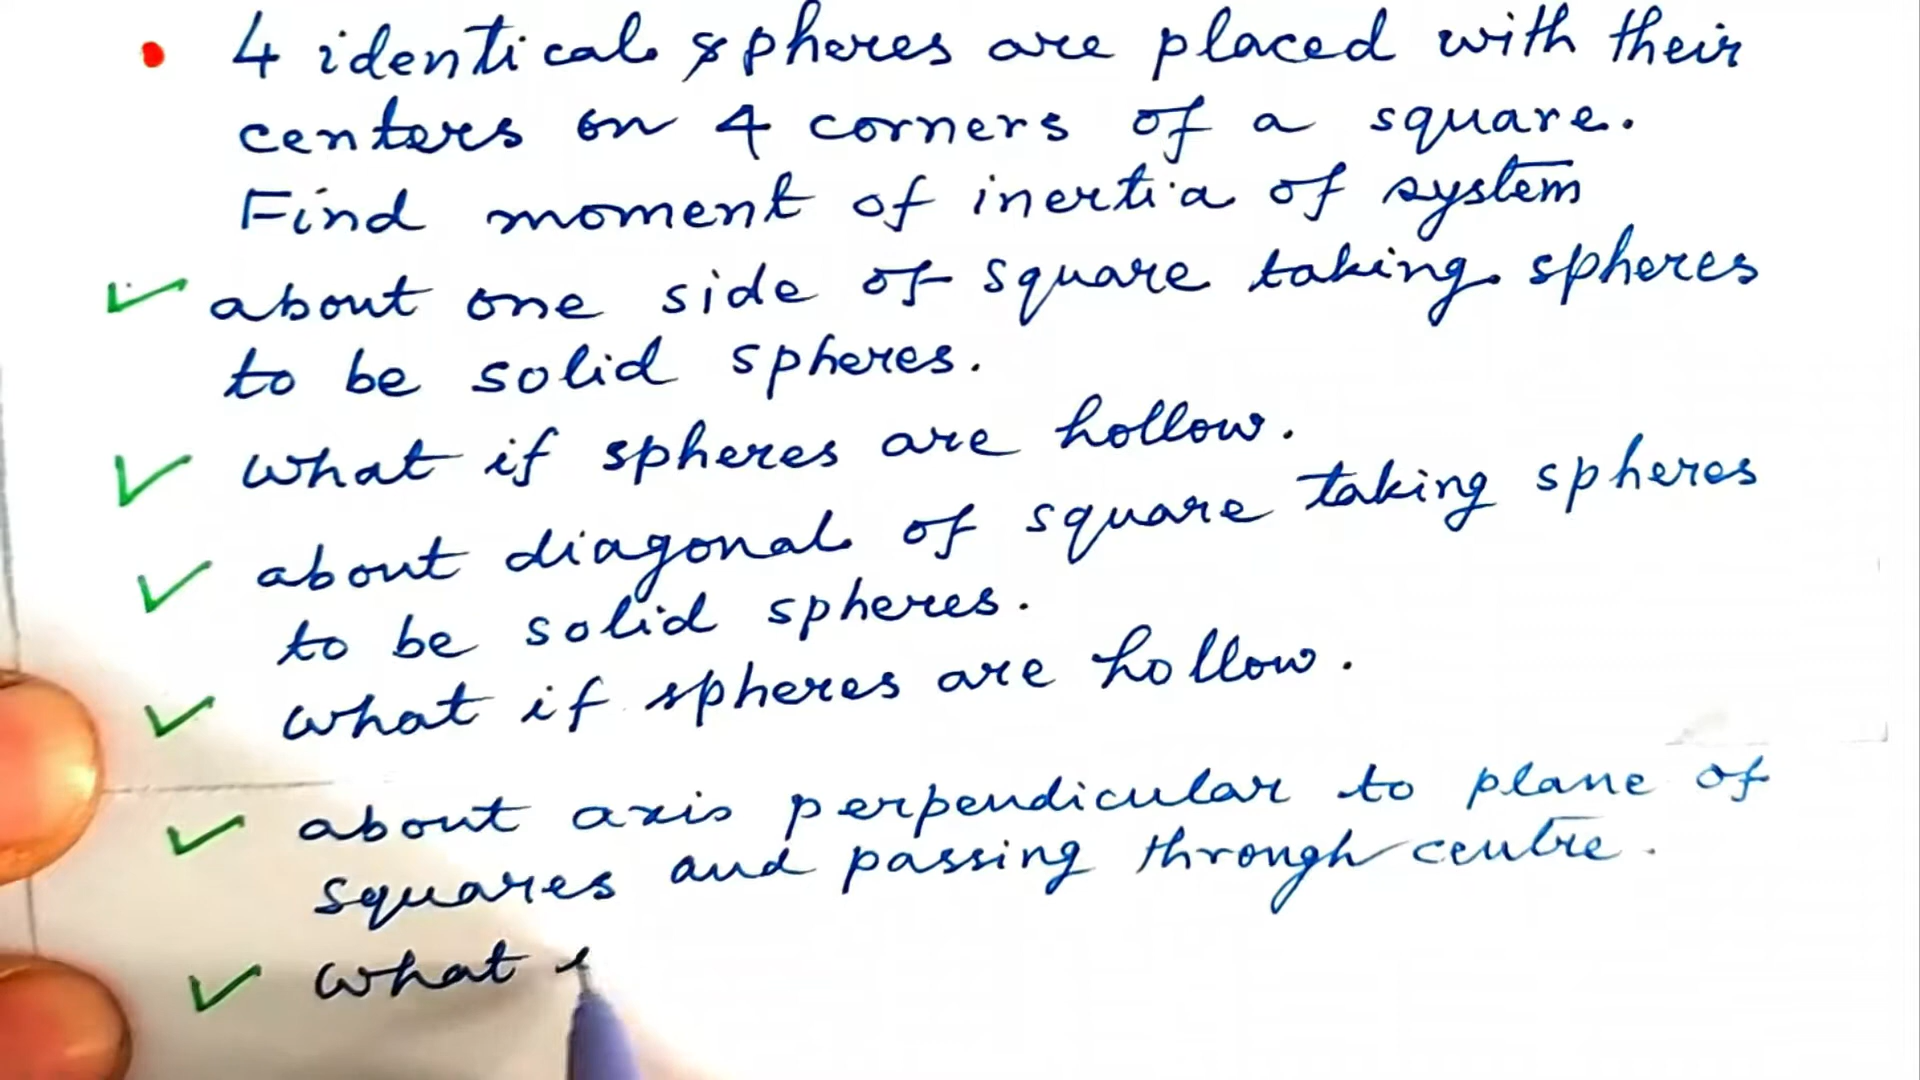 4 identical spheres are placed with their
centers on 4 corners of a square.
Find moment of inertia of system
about one side of square taking spheres
to be solid spheres.
what if spheres are hollow.
about diagonal of square taking spheres
to be solid spheres.
what if spheres are hollow.
about axis perpendicular to plane of
squares and passing through centre.
what